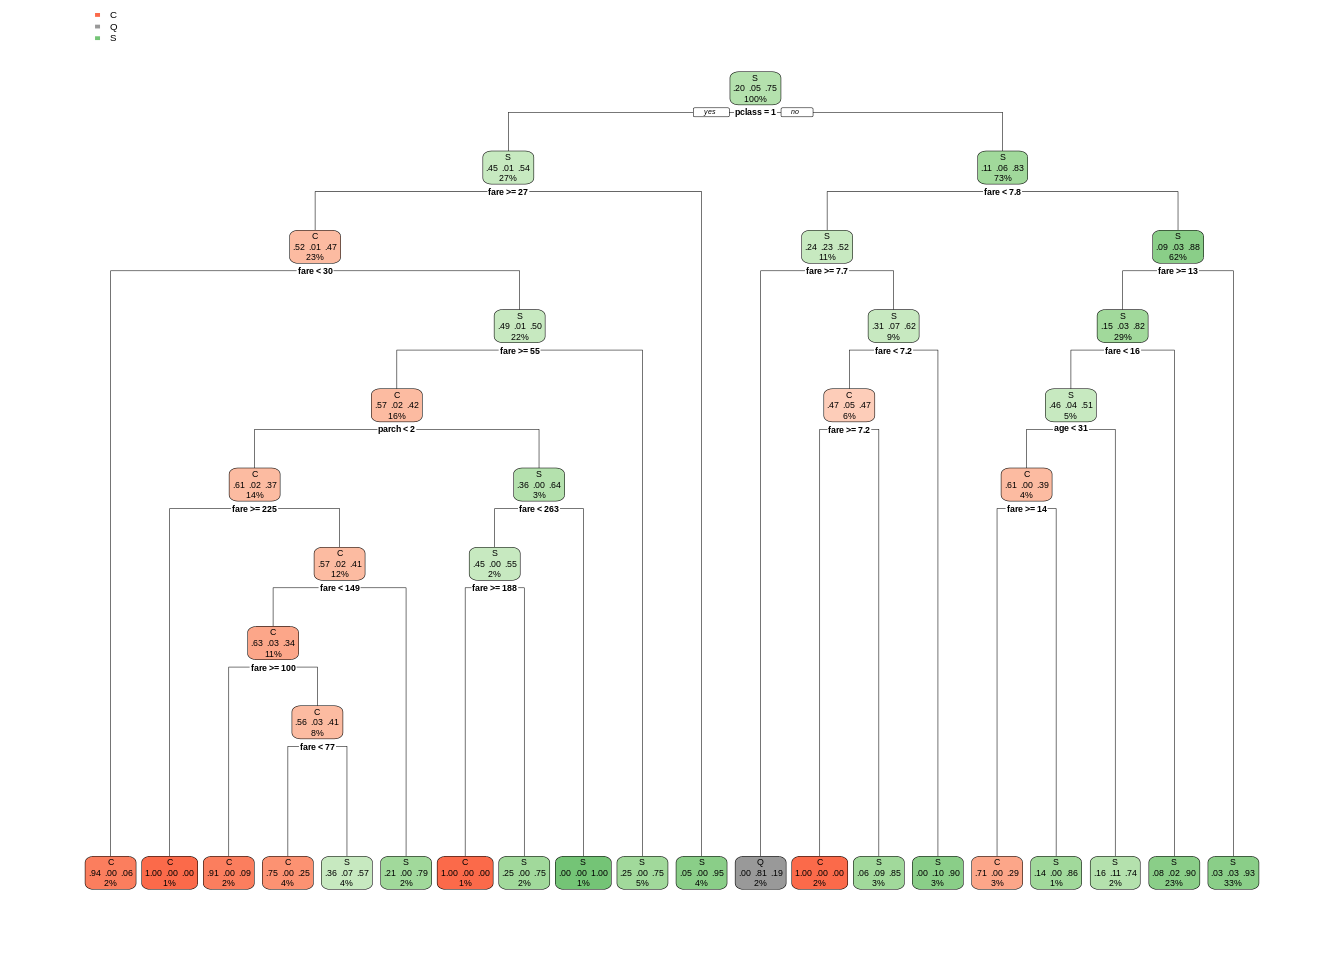 C
Q
S
S
.20 .05 .75
100%
yes pclass = 1 no
S
.45 .01 .54
27%
fare >= 27
S
.11 .06 .83
73%
fare < 7.8
C
.52 .01 .47
23%
fare < 30
S
.24 .23 .52
11%
fare >= 7.7
S
.09 .03 .88
62%
fare >= 13
S
.49 .01 .50
22%
fare >= 55
S
.31 .07 .62
9%
fare < 7.2
S
.15 .03 .82
29%
fare < 16
C
.57 .02 .42
16%
parch < 2
C
.47 .05 .47
6%
fare >= 7.2
S
.46 .04 .51
5%
age < 31
C
.61 .02 .37
14%
fare >= 225
S
.36 .00 .64
3%
fare < 263
C
.61 .00 .39
4%
fare >= 14
C
.57 .02 .41
12%
fare < 149
S
.45 .00 .55
2%
fare >= 188
C
.63 .03 .34
11%
fare >= 100
C
.56 .03 .41
8%
fare < 77
C
.94 .00 .06
2%
C
1.00 .00 .00
1%
C
.91 .00 .09
2%
C
.75 .00 .25
4%
S
.36 .07 .57
4%
S
.21 .00 .79
2%
C
1.00 .00 .00
1%
S
.25 .00 .75
2%
S
.00 .00 1.00
1%
S
.25 .00 .75
5%
S
.05 .00 .95
4%
Q
.00 .81 .19
2%
C
1.00 .00 .00
2%
S
.06 .09 .85
3%
S
.00 .10 .90
3%
C
.71 .00 .29
3%
S
.14 .00 .86
1%
S
.16 .11 .74
2%
S
.08 .02 .90
23%
S
.03 .03 .93
33%